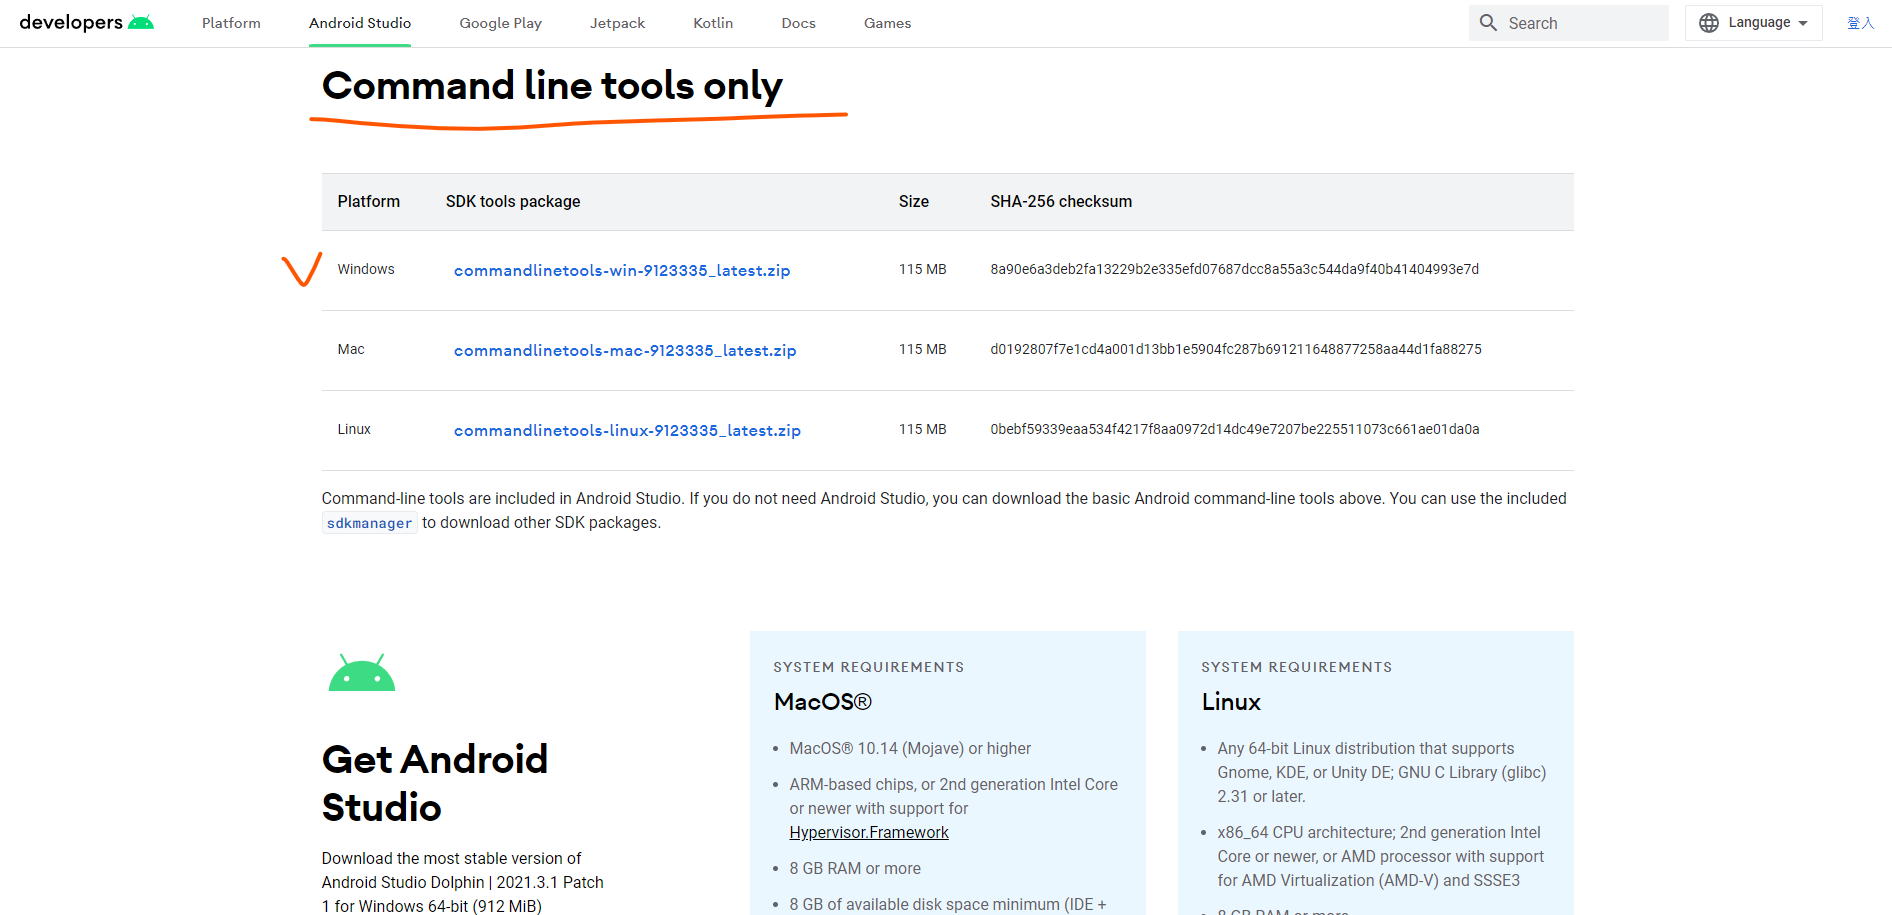 developers Platform Android Studio Google Play Jetpack Kotlin Docs Games Search Language 登入
Command line tools only
Platform SDK tools package Size SHA-256 checksum
Windows commandlinetools-win-9123335_latest.zip 115 MB 8a90e6a3deb2fa13229b2e335efd07687dcc8a55a3c544da9f40b41404993e7d
Mac commandlinetools-mac-9123335_latest.zip 115 MB d0192807f7e1cd4a001d13bb1e5904fc287b691211648877258aa44d1fa88275
Linux commandlinetools-linux-9123335_latest.zip 115 MB 0bebf59339eaa534f4217f8aa0972d14dc49e7207be225511073c661ae01da0a
Command-line tools are included in Android Studio. If you do not need Android Studio, you can download the basic Android command-line tools above. You can use the included
sdkmanager to download other SDK packages.
Get Android
Studio
Download the most stable version of
Android Studio Dolphin | 2021.3.1 Patch
1 for Windows 64-bit (912 MiB)
SYSTEM REQUIREMENTS
MacOS®
• MacOS® 10.14 (Mojave) or higher
• ARM-based chips, or 2nd generation Intel Core
or newer with support for
Hypervisor.Framework
• 8 GB RAM or more
• 8 GB of available disk space minimum (IDE +
SYSTEM REQUIREMENTS
Linux
• Any 64-bit Linux distribution that supports
Gnome, KDE, or Unity DE; GNU C Library (glibc)
2.31 or later.
• x86_64 CPU architecture; 2nd generation Intel
Core or newer, or AMD processor with support
for AMD Virtualization (AMD-V) and SSSE3
• 8 GB RAM or more